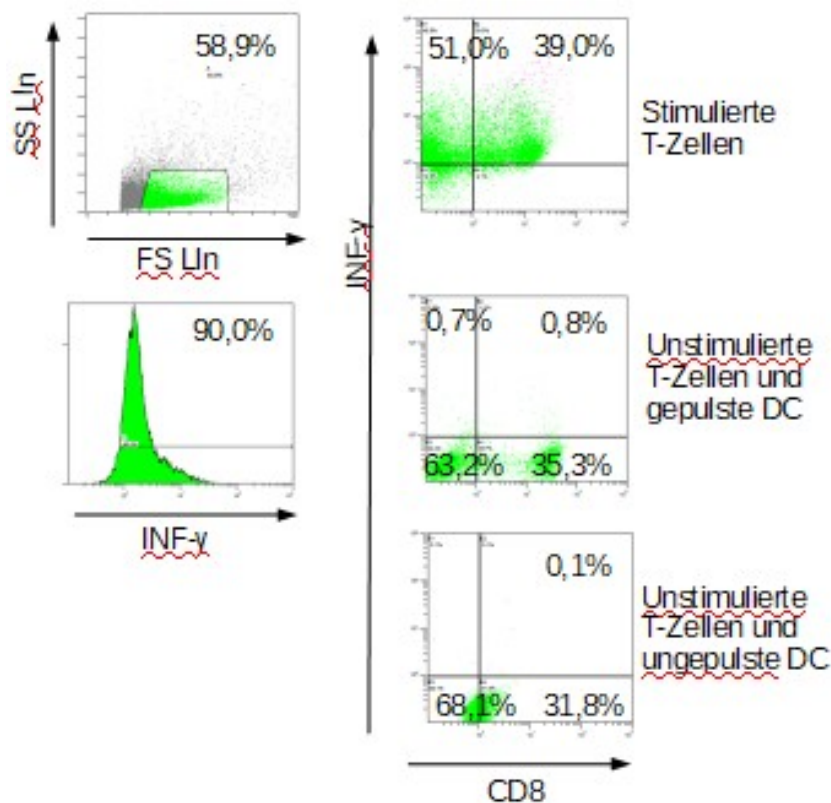 58,9%
SS LIn
FS LIn
90,0%
INF-γ
INF-γ
51,0% 39,0%
Stimulierte
T-Zellen
0,7% 0,8%
63,2% 35,3%
Unstimulierte
T-Zellen und
gepulste DC
0,1%
68,1% 31,8%
Unstimulierte
T-Zellen und
ungepulste DC
CD8